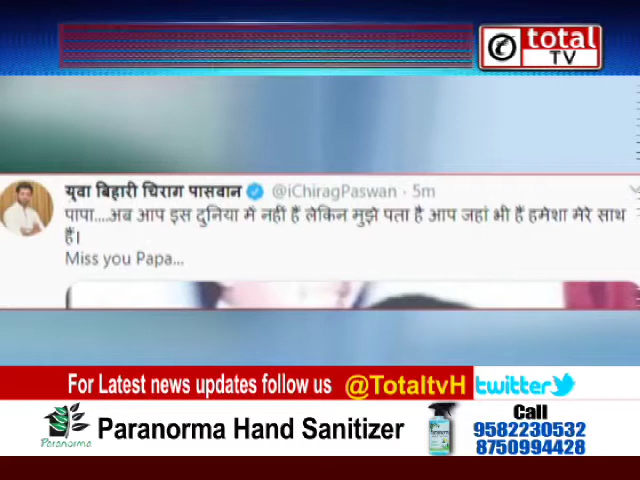 total
TV
युवा बिहारी चिराग पासवान @iChiragPaswan · 5m
पापा....अब आप इस दुनिया में नहीं हैं लेकिन मुझे पता है आप जहां भी हैं हमेशा मेरे साथ
हैं।
Miss you Papa...
For Latest news updates follow us @TotaltvH twitter
Paranorma
Paranorma Hand Sanitizer
Call
9582230532
8750994428